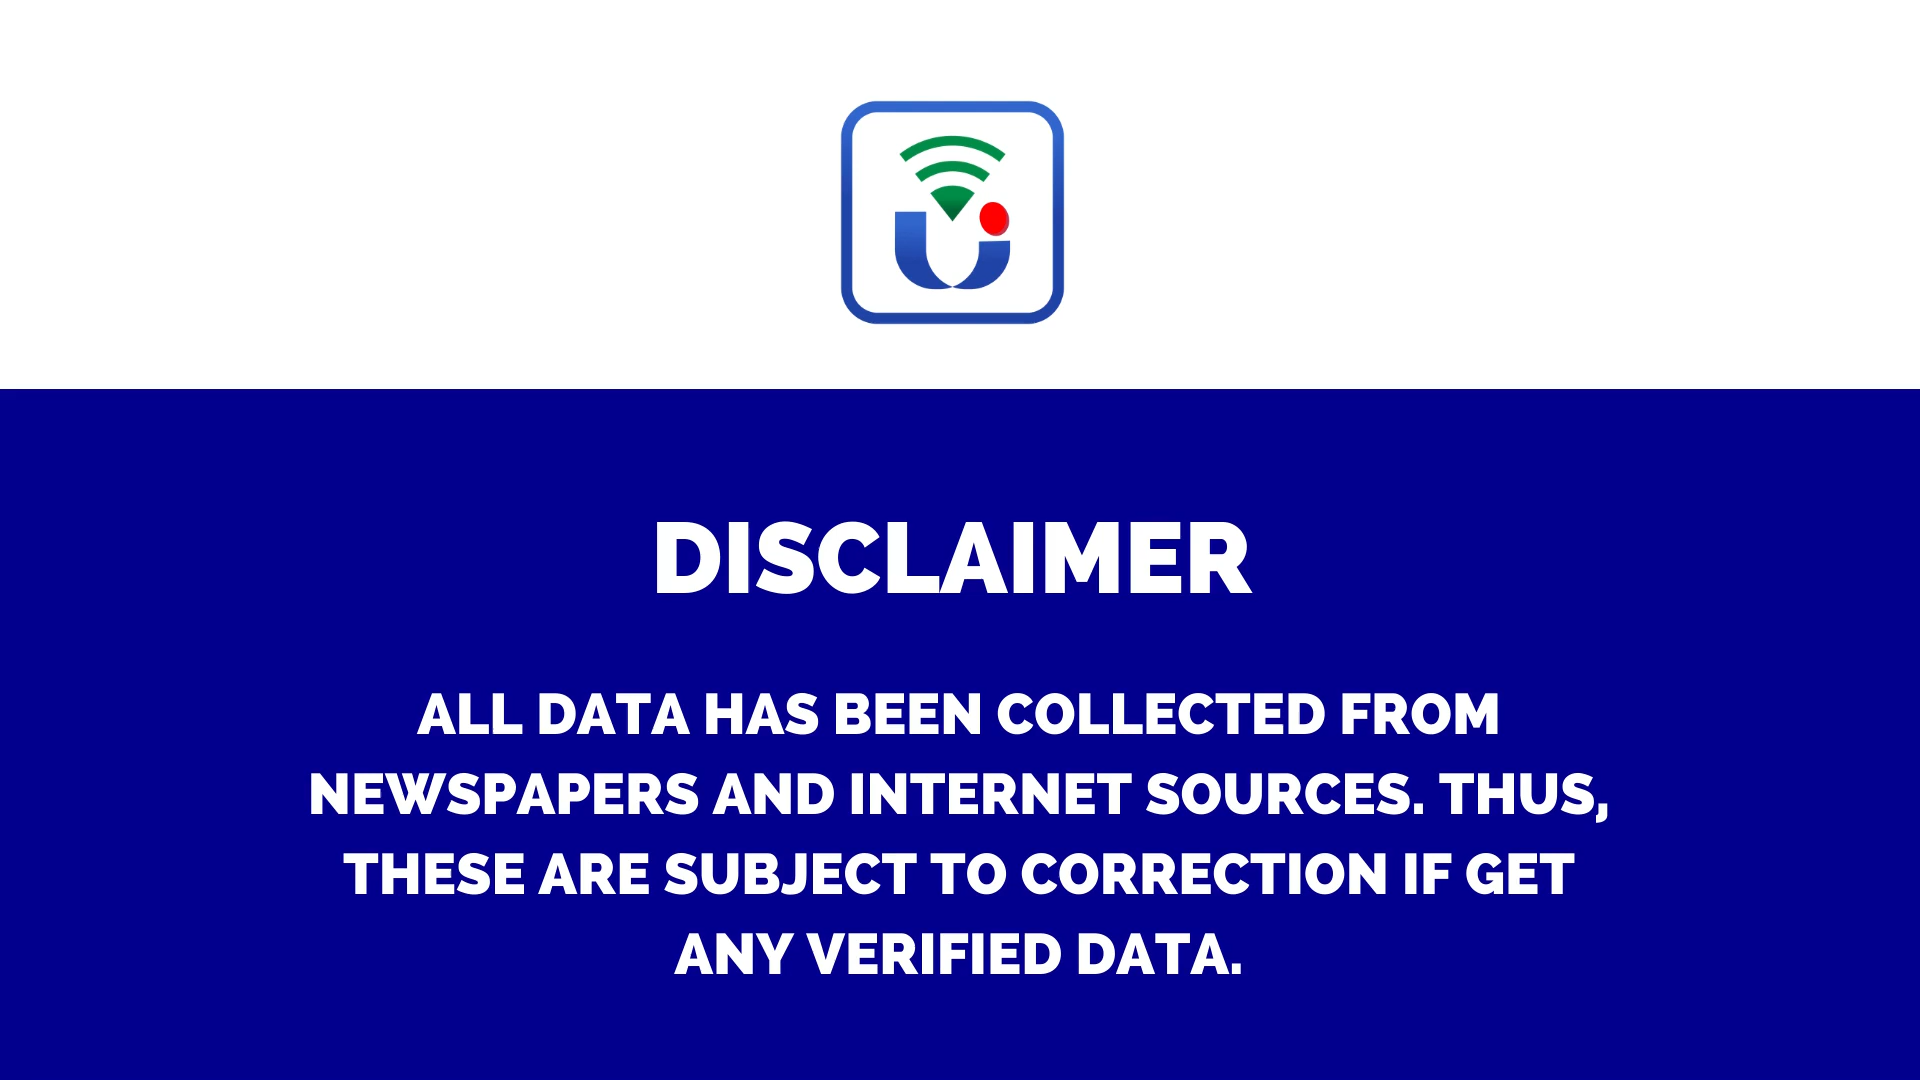 DISCLAIMER
ALL DATA HAS BEEN COLLECTED FROM
NEWSPAPERS AND INTERNET SOURCES. THUS,
THESE ARE SUBJECT TO CORRECTION IF GET
ANY VERIFIED DATA.